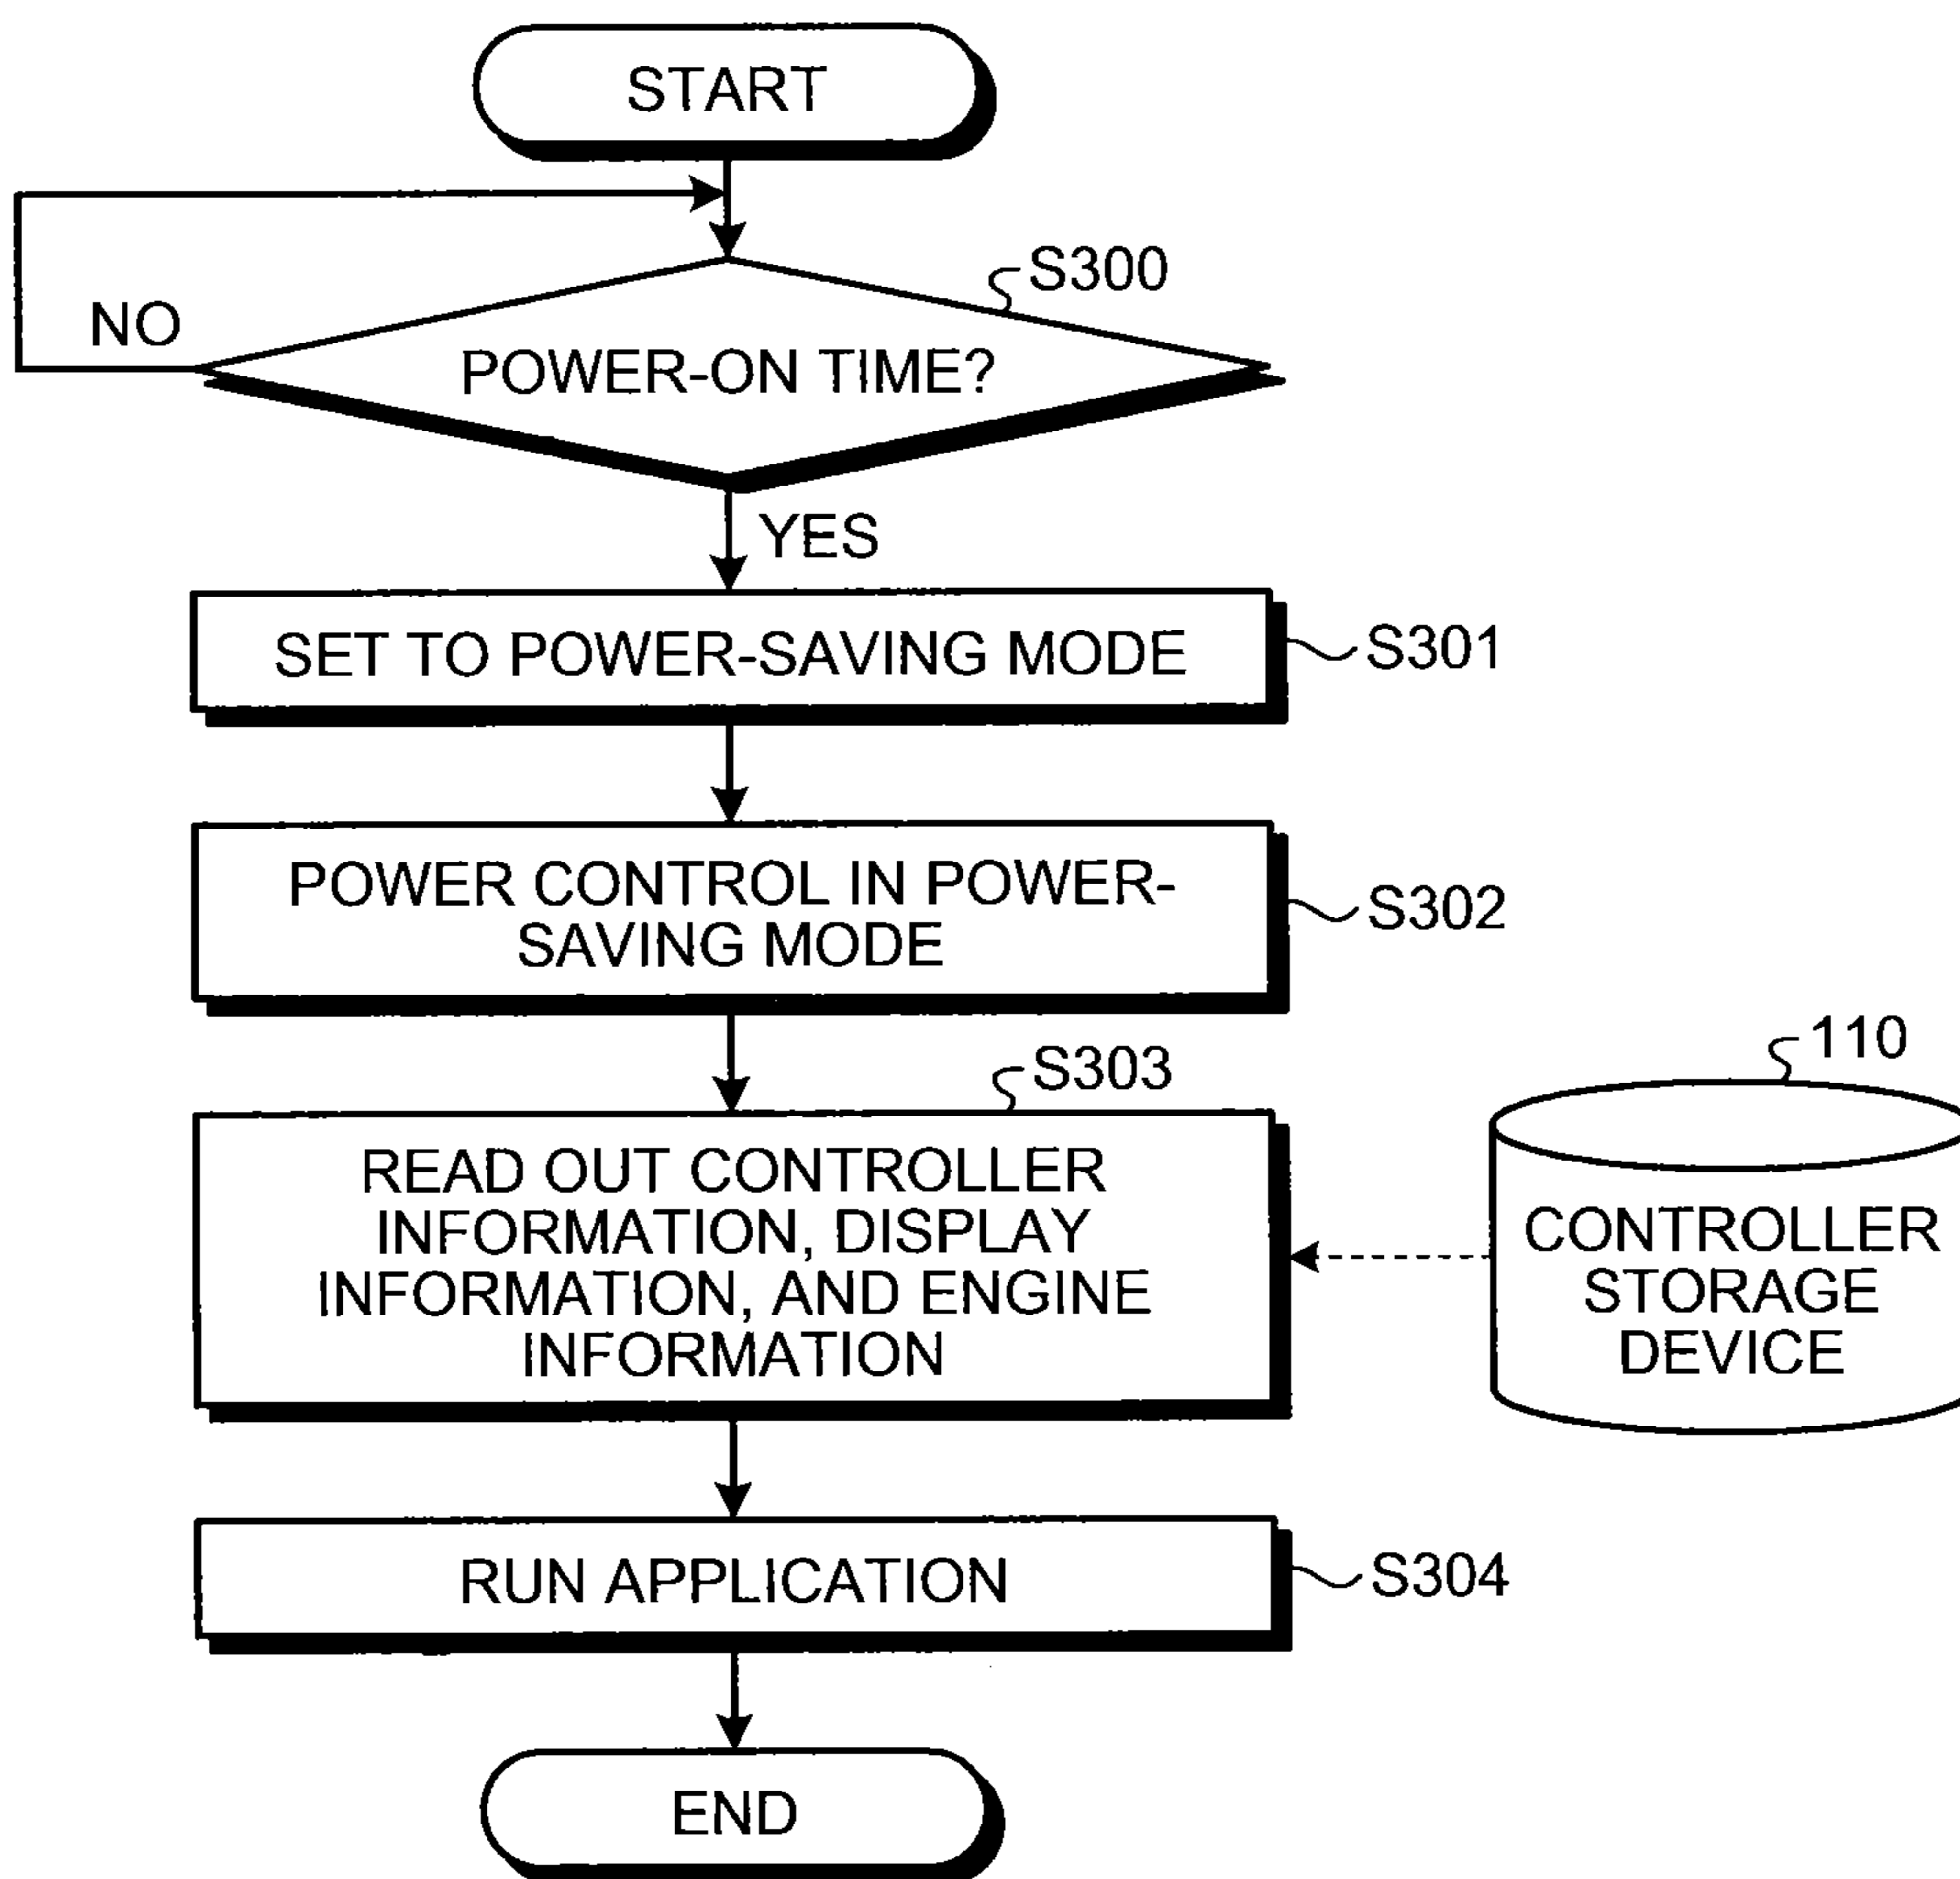 START
S300
NO
POWER-ON TIME?
YES
SET TO POWER-SAVING MODE
S301
POWER CONTROL IN POWER-
SAVING MODE
S302
S303
110
READ OUT CONTROLLER
INFORMATION, DISPLAY
INFORMATION, AND ENGINE
INFORMATION
CONTROLLER
STORAGE
DEVICE
RUN APPLICATION
S304
END